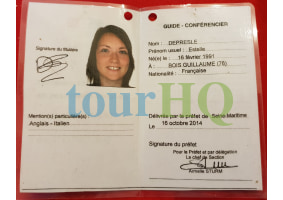 GUIDE - CONFÉRENCIER
Signature du titulaire
Nom : DEPRESLE
Prénom usuel : Estelle
Né(e) le : 16 février 1991
À BOIS GUILLAUME (76)
Nationalité : Française
tourHQ
Mention(s) particulière(s) :
Anglais - Italien
Délivrée par le préfet de Seine Maritime
Le 16 octobre 2014
Signature du préfet
Pour le Préfet et par délégation
Le chef de Section
Armelle STURM